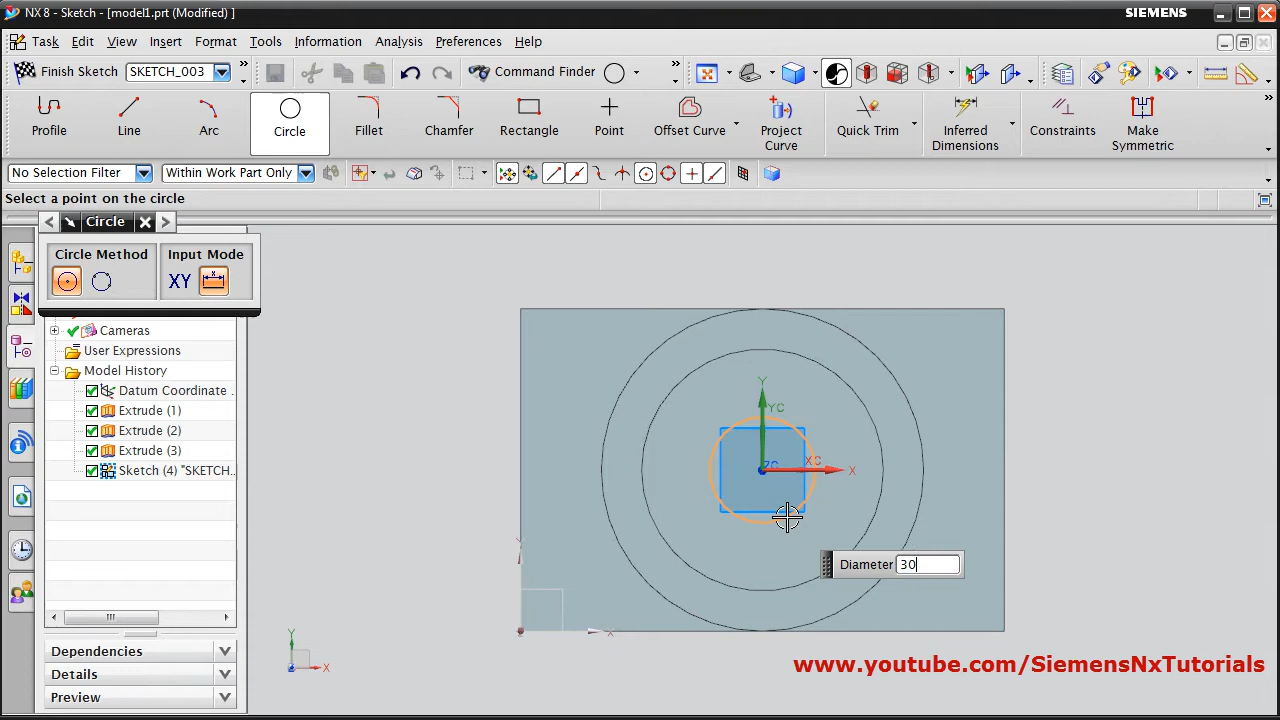 NX 8 - Sketch - [model1.prt (Modified) ]
SIEMENS
Task Edit View Insert Format Tools Information Analysis Preferences Help
Finish Sketch SKETCH_003 Command Finder
Profile Line Arc Circle Fillet Chamfer Rectangle Point Offset Curve Project Curve Quick Trim Inferred Dimensions Constraints Make Symmetric
No Selection Filter Within Work Part Only
Select a point on the circle
Circle
Circle Method Input Mode
XY
Cameras
User Expressions
Model History
Datum Coordinate .
Extrude (1)
Extrude (2)
Extrude (3)
Sketch (4) "SKETCH..
Dependencies
Details
Preview
Y
YC
XC
X
ZC
Diameter 30
X
Y
X
www.youtube.com/SiemensNxTutorials